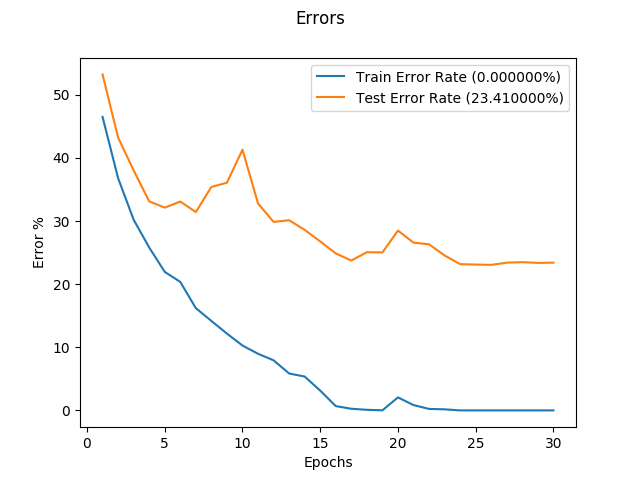 Errors
Train Error Rate (0.000000%)
Test Error Rate (23.410000%)
Error %
50
40
30
20
10
0
0 5 10 15 20 25 30
Epochs